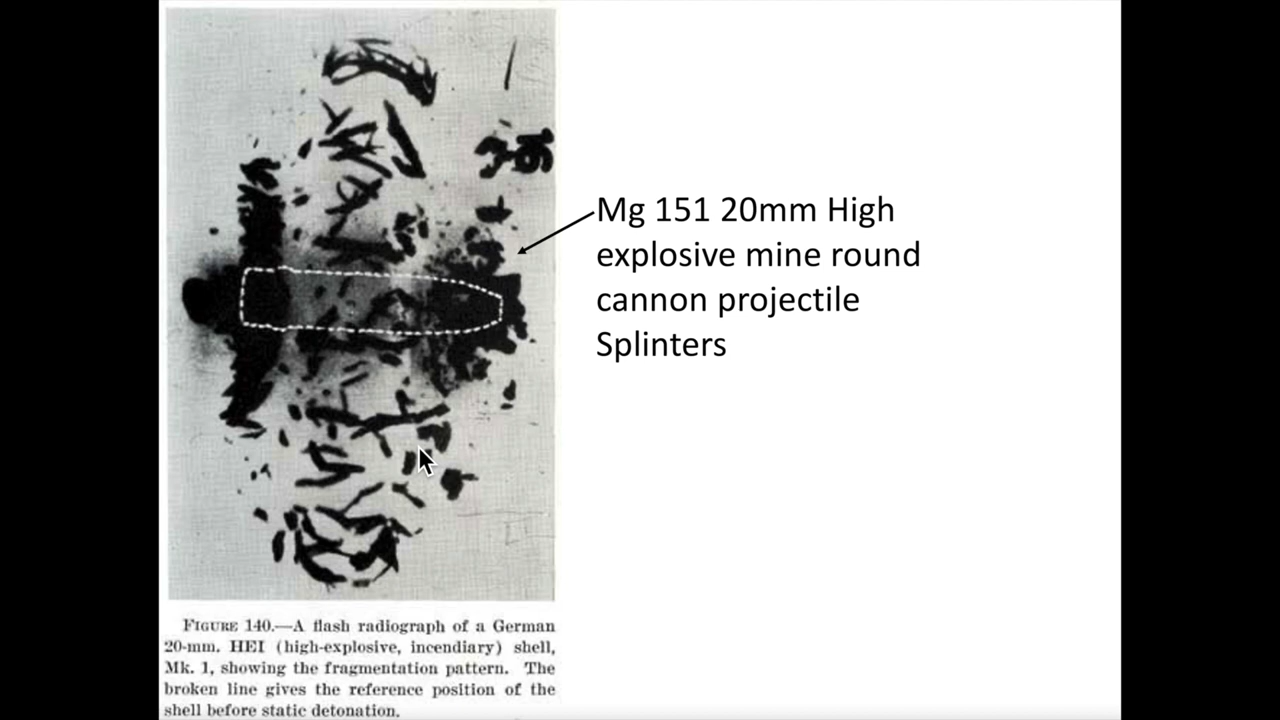 Mg 151 20mm High
explosive mine round
cannon projectile
Splinters
FIGURE 140.—A flash radiograph of a German
20-mm. HEI (high-explosive, incendiary) shell,
Mk. 1, showing the fragmentation pattern. The
broken line gives the reference position of the
shell before static detonation.